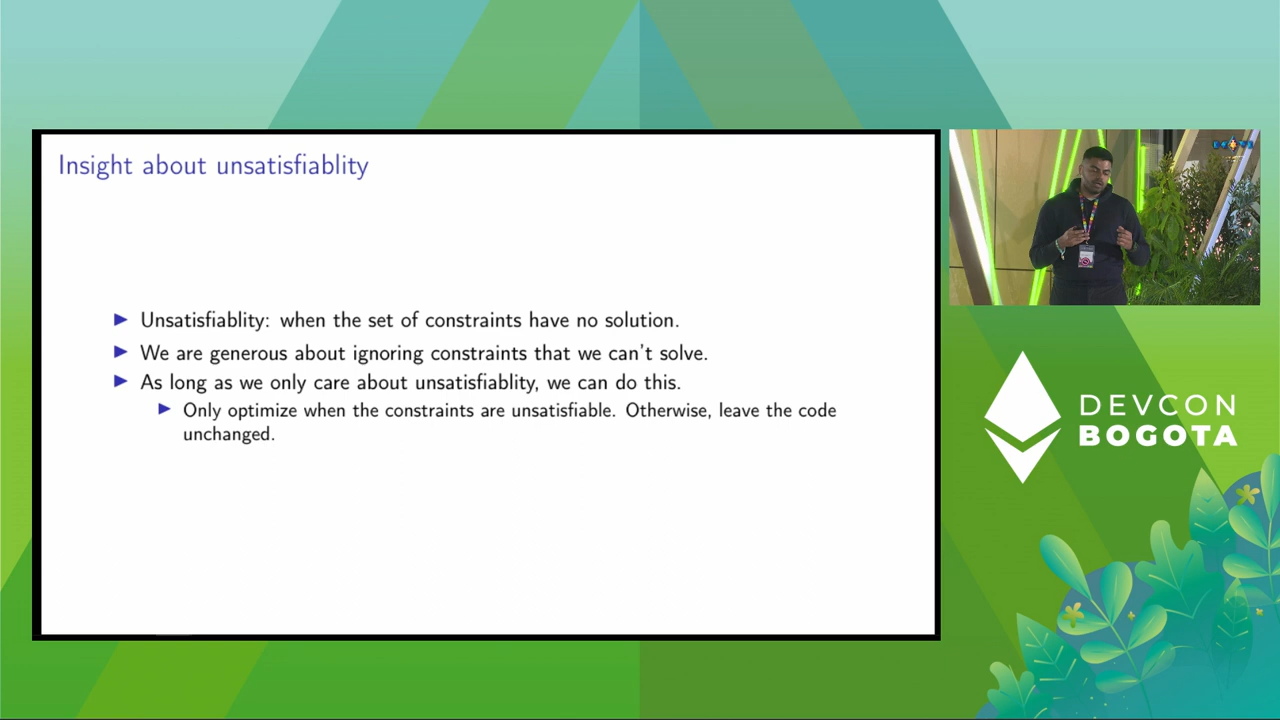 Insight about unsatisfiablity
Unsatisfiablity: when the set of constraints have no solution.
We are generous about ignoring constraints that we can't solve.
As long as we only care about unsatisfiablity, we can do this.
Only optimize when the constraints are unsatisfiable. Otherwise, leave the code
unchanged.
DEVCON
BOGOTA